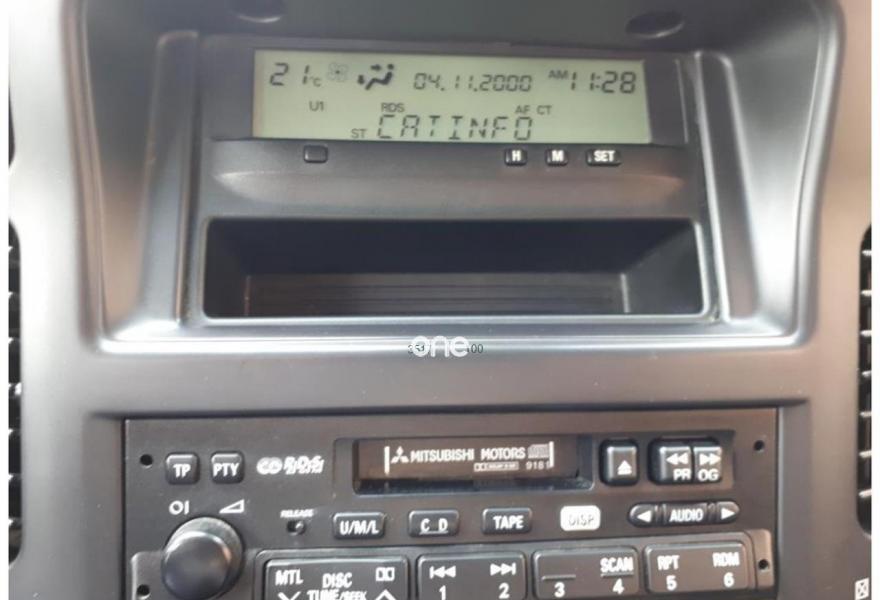 21°C 04.11.2000 AM 11:28
U1 RDS AF CT
ST CATINFO
H M SET
one
TP PTY R.D.S MITSUBISHI MOTORS
9181
PR OG
RELEASE U/M/L CD TAPE DISP AUDIO
MTL DISC SCAN RPT RDM
TUNE/SEEK 1 2 3 4 5 6